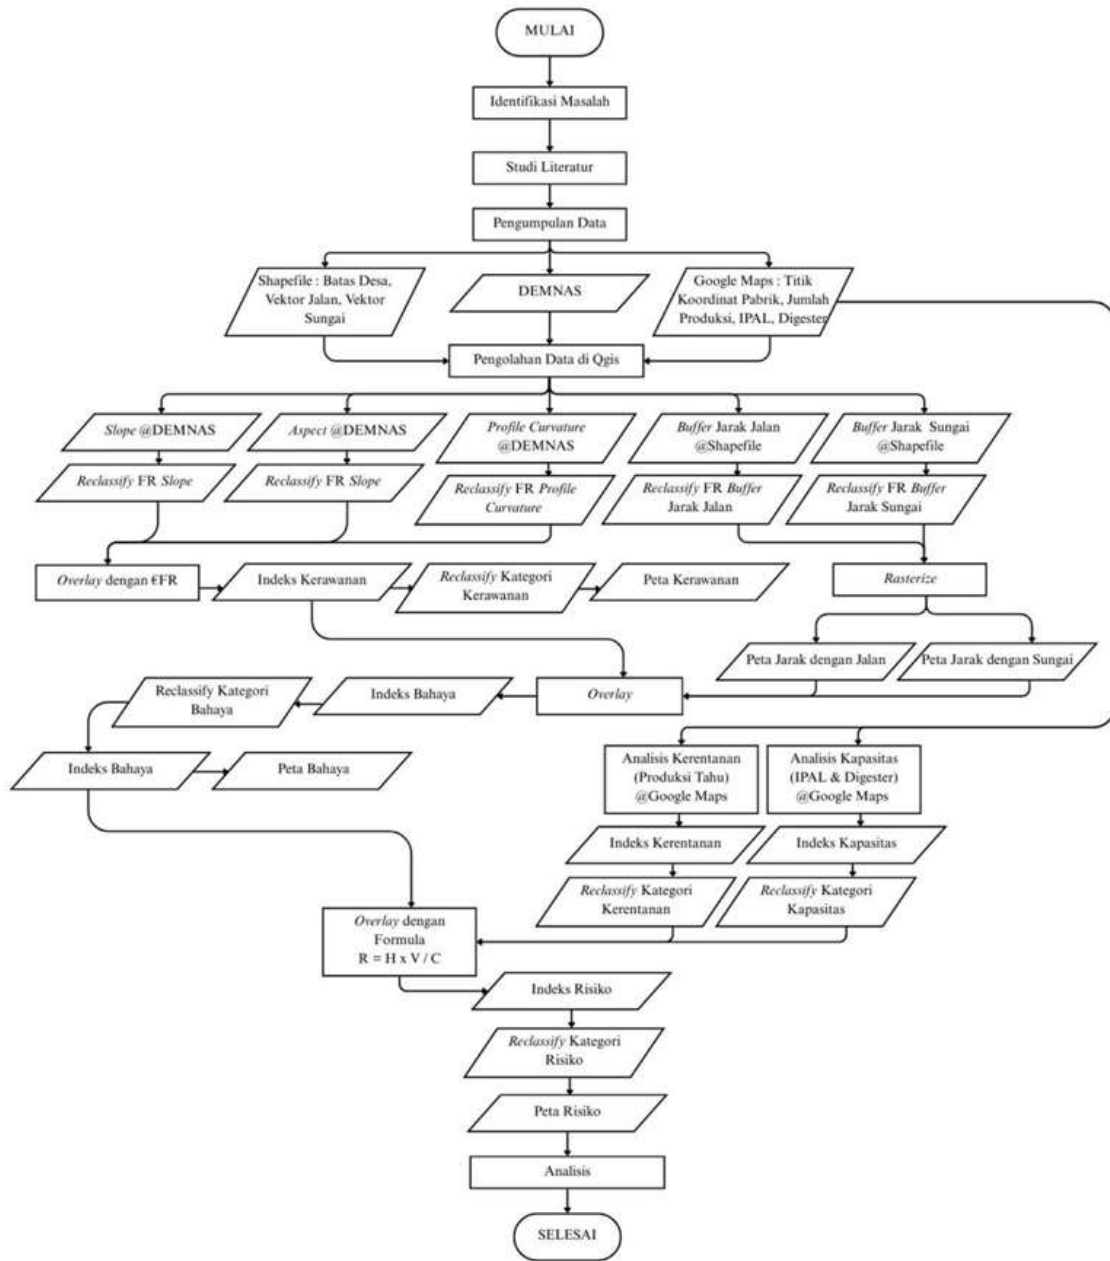 MULAI
Identifikasi Masalah
Studi Literatur
Pengumpulan Data
Shapefile : Batas Desa,
Vektor Jalan, Vektor
Sungai
DEMNAS
Google Maps : Titik
Koordinat Pabrik, Jumlah
Produksi, IPAL, Digester
Pengolahan Data di Qgis
Slope @DEMNAS
Aspect @DEMNAS
Profile Curvature
@DEMNAS
Buffer Jarak Jalan
@Shapefile
Buffer Jarak Sungai
@Shapefile
Reclassify FR Slope
Reclassify FR Slope
Reclassify FR Profile
Curvature
Reclassify FR Buffer
Jarak Jalan
Reclassify FR Buffer
Jarak Sungai
Overlay dengan €FR
Indeks Kerawanan
Reclassify Kategori
Kerawanan
Peta Kerawanan
Rasterize
Peta Jarak dengan Jalan
Peta Jarak dengan Sungai
Reclassify Kategori
Bahaya
Indeks Bahaya
Overlay
Indeks Bahaya
Peta Bahaya
Analisis Kerentanan
(Produksi Tahu)
@Google Maps
Analisis Kapasitas
(IPAL & Digester)
@Google Maps
Indeks Kerentanan
Indeks Kapasitas
Reclassify Kategori
Kerentanan
Reclassify Kategori
Kapasitas
Overlay dengan
Formula
R = H x V / C
Indeks Risiko
Reclassify Kategori
Risiko
Peta Risiko
Analisis
SELESAI